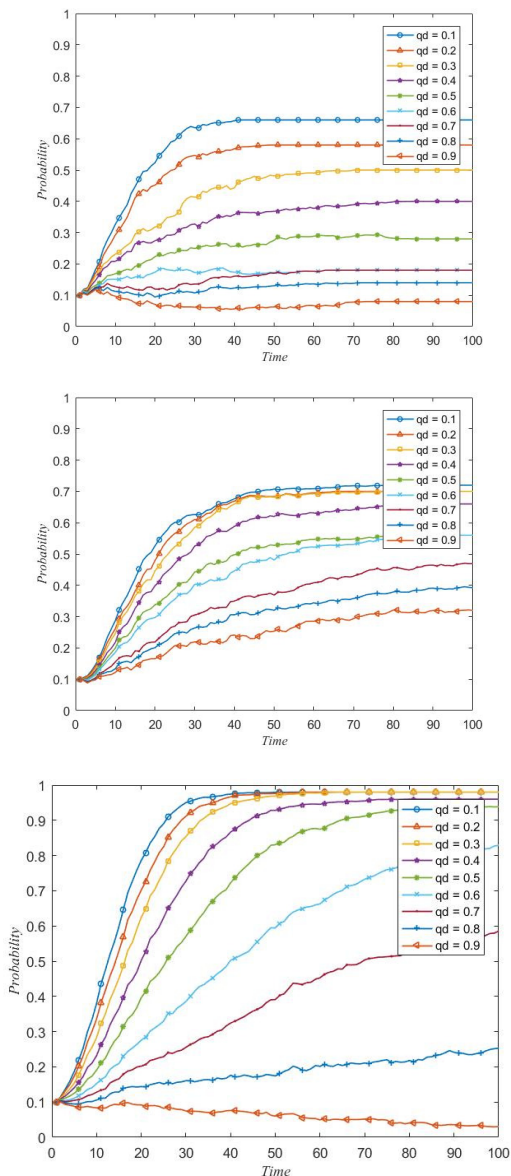 1
0.9
0.8
0.7
0.6
0.5
0.4
0.3
0.2
0.1
0
Probability
0 10 20 30 40 50 60 70 80 90 100
Time
qd = 0.1
qd = 0.2
qd = 0.3
qd = 0.4
qd = 0.5
qd = 0.6
qd = 0.7
qd = 0.8
qd = 0.9
1
0.9
0.8
0.7
0.6
0.5
0.4
0.3
0.2
0.1
0
Probability
0 10 20 30 40 50 60 70 80 90 100
Time
qd = 0.1
qd = 0.2
qd = 0.3
qd = 0.4
qd = 0.5
qd = 0.6
qd = 0.7
qd = 0.8
qd = 0.9
1
0.9
0.8
0.7
0.6
0.5
0.4
0.3
0.2
0.1
0
Probability
0 10 20 30 40 50 60 70 80 90 100
Time
qd = 0.1
qd = 0.2
qd = 0.3
qd = 0.4
qd = 0.5
qd = 0.6
qd = 0.7
qd = 0.8
qd = 0.9